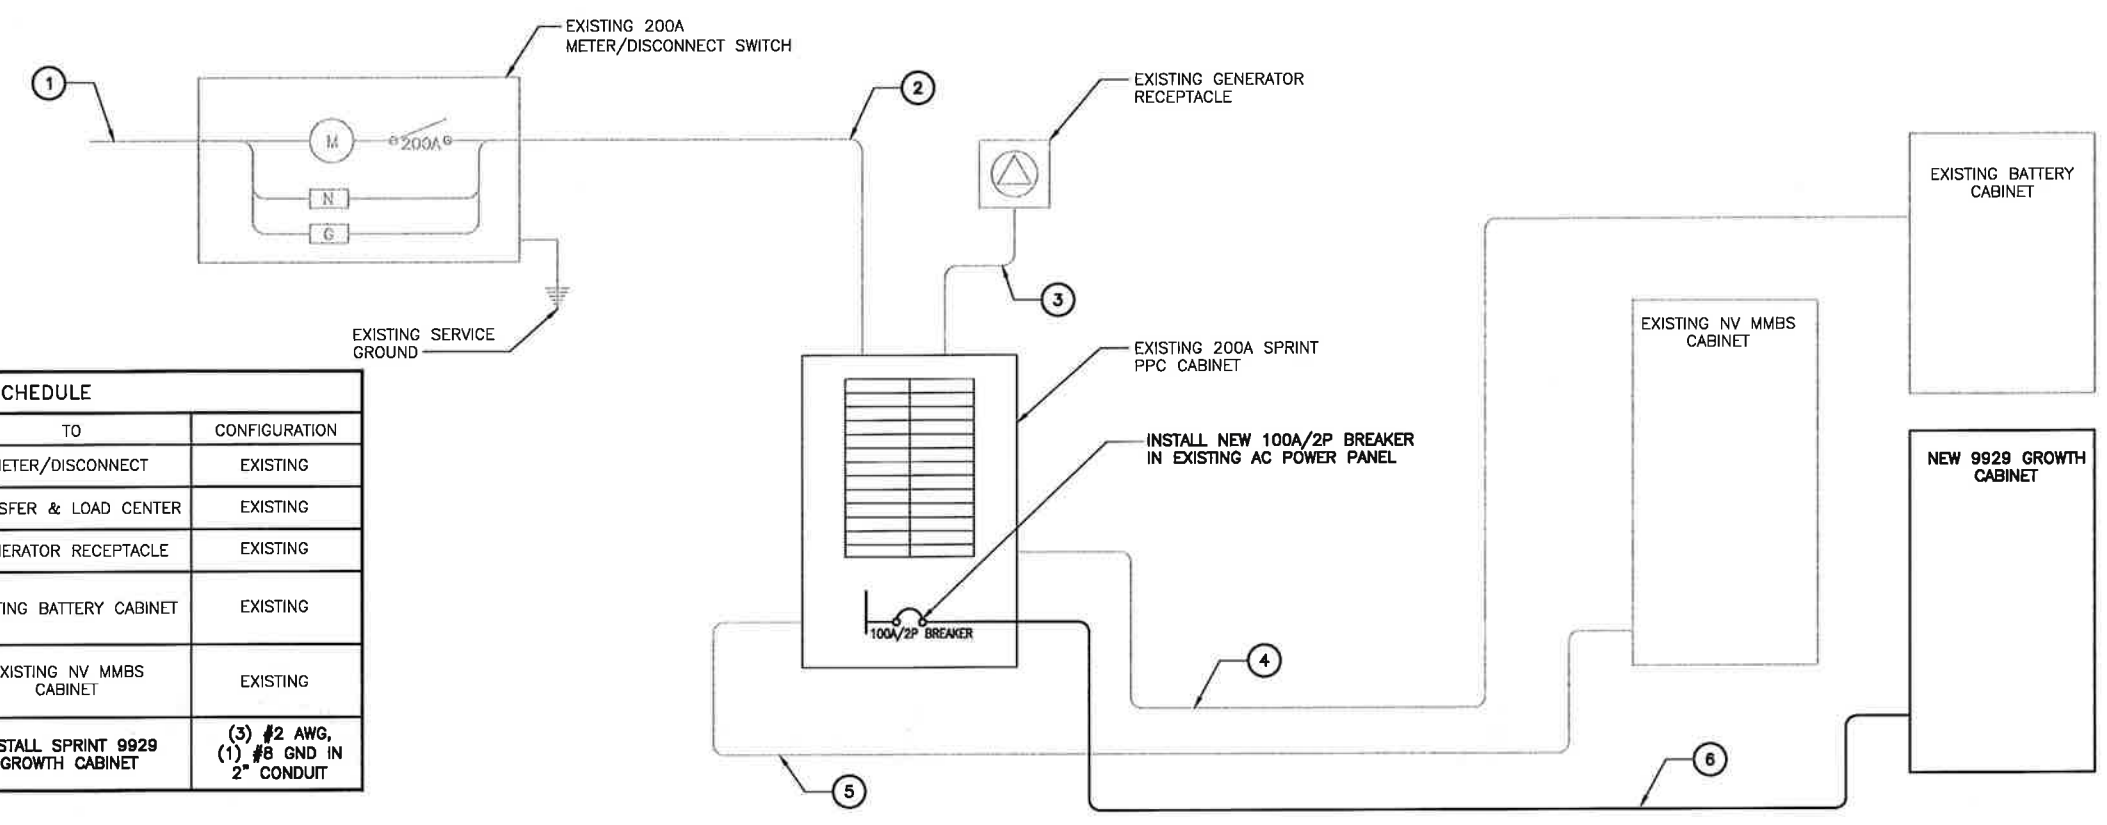 EXISTING 200A
METER/DISCONNECT SWITCH
1
2
EXISTING GENERATOR
RECEPTACLE
M
200A
N
G
EXISTING BATTERY
CABINET
3
EXISTING SERVICE
GROUND
EXISTING 200A SPRINT
PPC CABINET
EXISTING NV MMBS
CABINET
INSTALL NEW 100A/2P BREAKER
IN EXISTING AC POWER PANEL
NEW 9929 GROWTH
CABINET
100A/2P BREAKER
4
5
6
CHEDULE
TO CONFIGURATION
METER/DISCONNECT EXISTING
SFER & LOAD CENTER EXISTING
NERATOR RECEPTACLE EXISTING
TING BATTERY CABINET EXISTING
XISTING NV MMBS
CABINET
EXISTING
STALL SPRINT 9929
GROWTH CABINET
(3) #2 AWG,
(1) #8 GND IN
2" CONDUIT